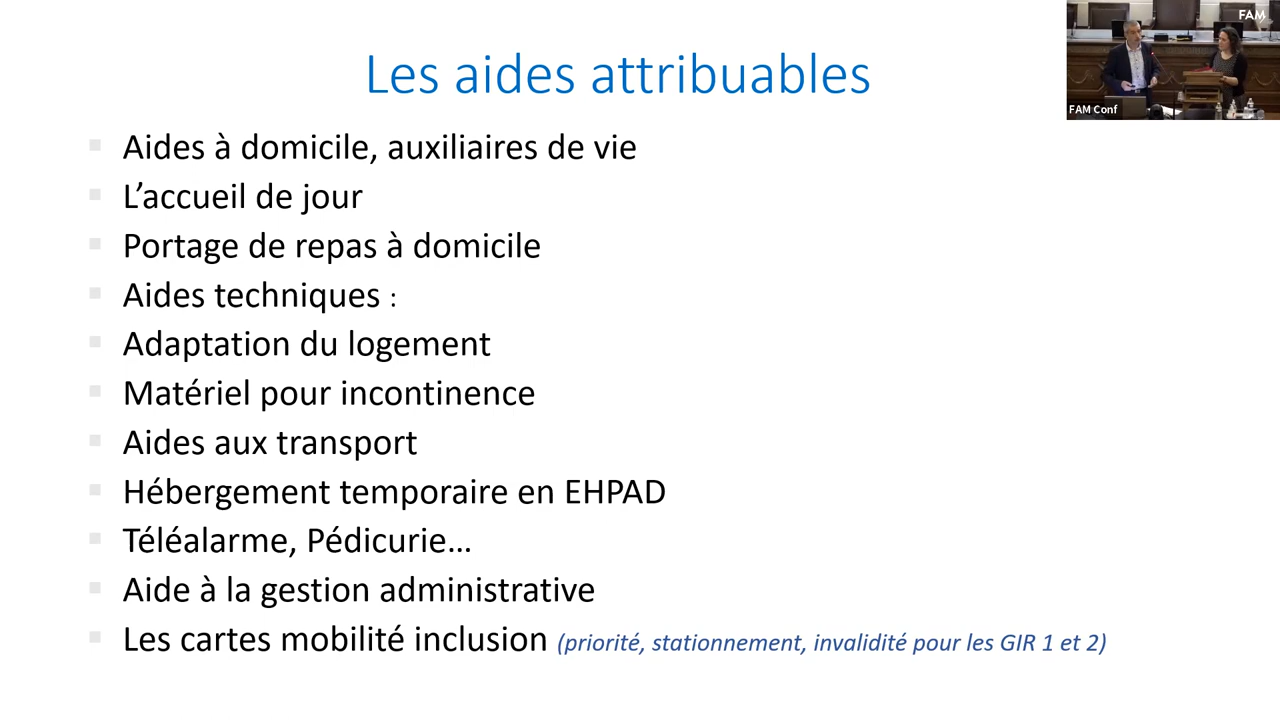 Les aides attribuables
FAM
FAM Conf
Aides à domicile, auxiliaires de vie
L’accueil de jour
Portage de repas à domicile
Aides techniques :
Adaptation du logement
Matériel pour incontinence
Aides aux transport
Hébergement temporaire en EHPAD
Téléalarme, Pédicurie…
Aide à la gestion administrative
Les cartes mobilité inclusion (priorité, stationnement, invalidité pour les GIR 1 et 2)